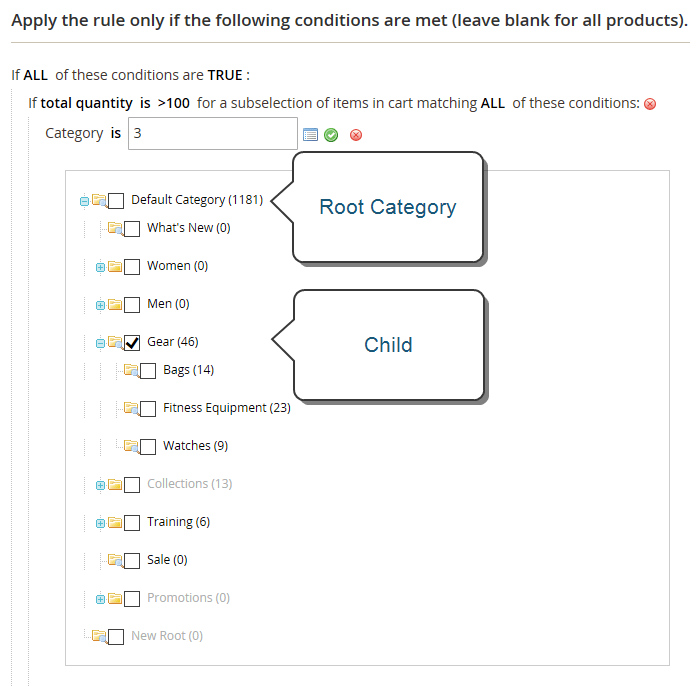 Apply the rule only if the following conditions are met (leave blank for all products).
If ALL of these conditions are TRUE :
If total quantity is >100 for a subselection of items in cart matching ALL of these conditions:
Category is 3
Default Category (1181)
Root Category
What's New (0)
Women (0)
Men (0)
Gear (46)
Child
Bags (14)
Fitness Equipment (23)
Watches (9)
Collections (13)
Training (6)
Sale (0)
Promotions (0)
New Root (0)